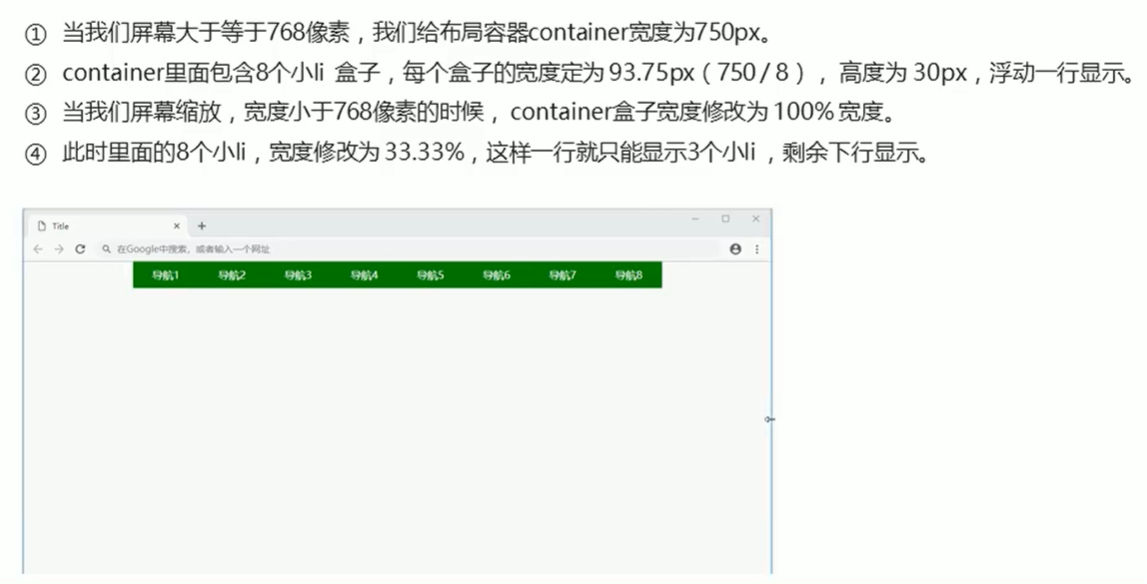 ① 当我们屏幕大于等于768像素，我们给布局容器container宽度为750px。
② container里面包含8个小li 盒子，每个盒子的宽度定为 93.75px（750 / 8），高度为 30px，浮动一行显示。
③ 当我们屏幕缩放，宽度小于768像素的时候，container盒子宽度修改为 100% 宽度。
④ 此时里面的8个小li，宽度修改为 33.33%，这样一行就只能显示3个小li ，剩余下行显示。
Title
在Google中搜索，或者输入一个网址
导航1 导航2 导航3 导航4 导航5 导航6 导航7 导航8